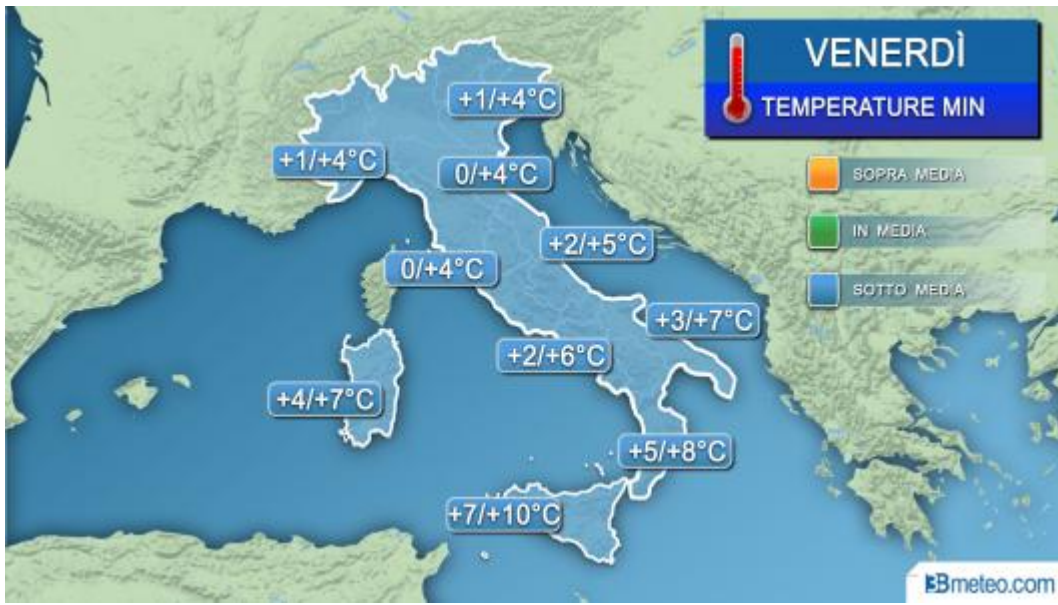 VENERDÌ
TEMPERATURE MIN
+1/+4°C
+1/+4°C
0/+4°C
SOPRA MEDIA
IN MEDIA
+2/+5°C
0/+4°C
SOTTO MEDIA
+3/+7°C
+2/+6°C
+4/+7°C
+5/+8°C
+7/+10°C
3Bmeteo.com